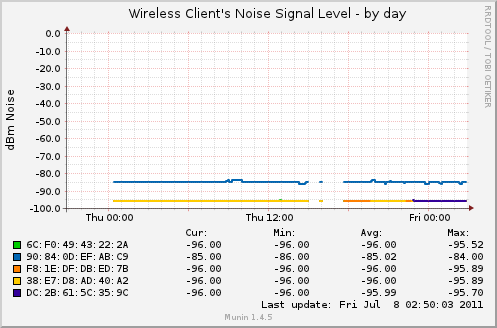 Wireless Client's Noise Signal Level - by day
RRDTOOL / TOBI OETIKER
dBm Noise
0.0
-10.0
-20.0
-30.0
-40.0
-50.0
-60.0
-70.0
-80.0
-90.0
-100.0
Thu 00:00 Thu 12:00 Fri 00:00
Cur: Min: Avg: Max:
6C:F0:49:43:22:2A -96.00 -96.00 -96.00 -95.52
90:84:0D:EF:AB:C9 -85.00 -86.00 -85.02 -84.00
F8:1E:DF:DB:ED:7B -96.00 -96.00 -96.00 -95.89
38:E7:D8:AD:40:A2 -96.00 -96.00 -96.00 -95.77
DC:2B:61:5C:35:9C -96.00 -96.00 -95.99 -95.70
Last update: Fri Jul 8 02:50:03 2011
Munin 1.4.5